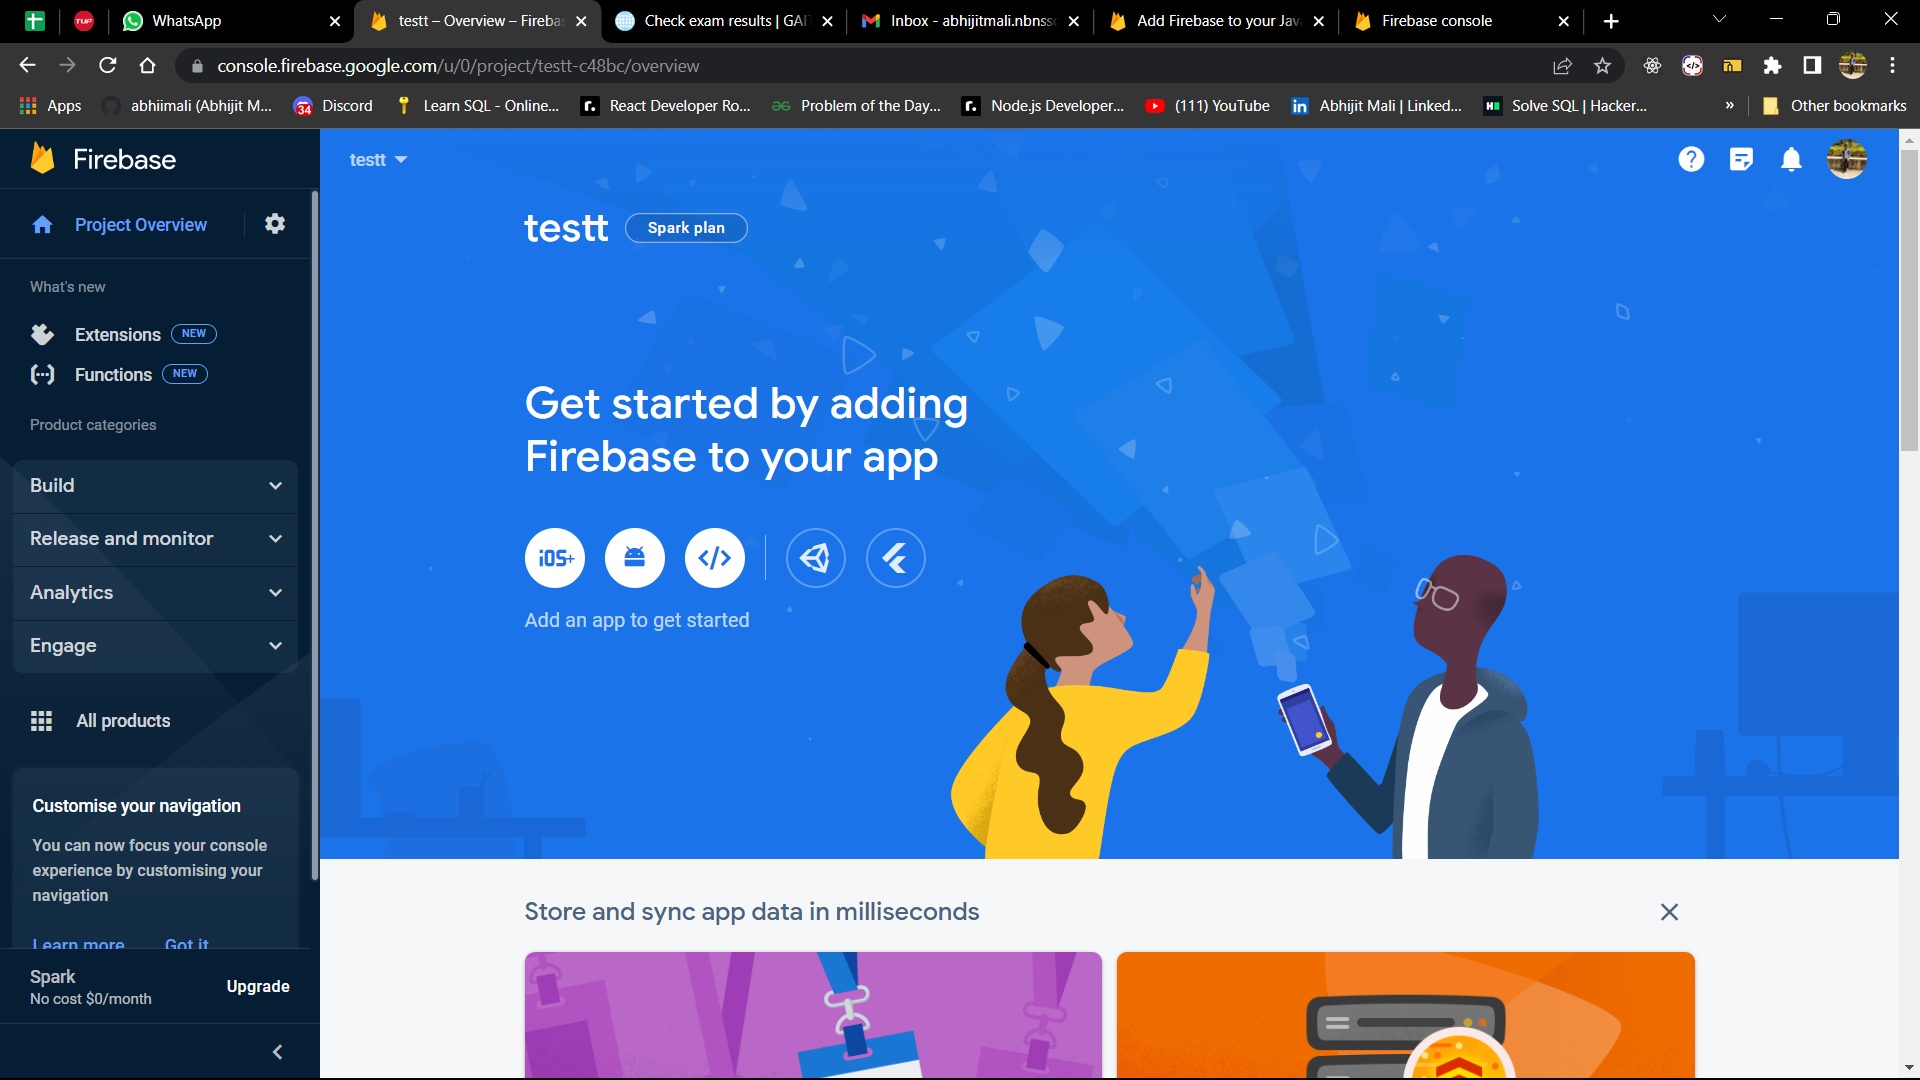 TUF
WhatsApp
testt – Overview – Fireba
Check exam results | GAT
Inbox - abhijitmali.nbnss
Add Firebase to your Jav
Firebase console
console.firebase.google.com/u/0/project/testt-c48bc/overview
Apps
abhiimali (Abhijit M...
34
Discord
Learn SQL - Online...
React Developer Ro...
Problem of the Day...
Node.js Developer...
(111) YouTube
Abhijit Mali | Linked...
Solve SQL | Hacker...
»
Other bookmarks
Firebase
testt
Project Overview
testt
Spark plan
What's new
Extensions NEW
Functions NEW
Product categories
Build
Release and monitor
Analytics
Engage
All products
Get started by adding
Firebase to your app
iOS+
Add an app to get started
Customise your navigation
You can now focus your console
experience by customising your
navigation
Learn more Got it
Spark
No cost $0/month
Upgrade
Store and sync app data in milliseconds